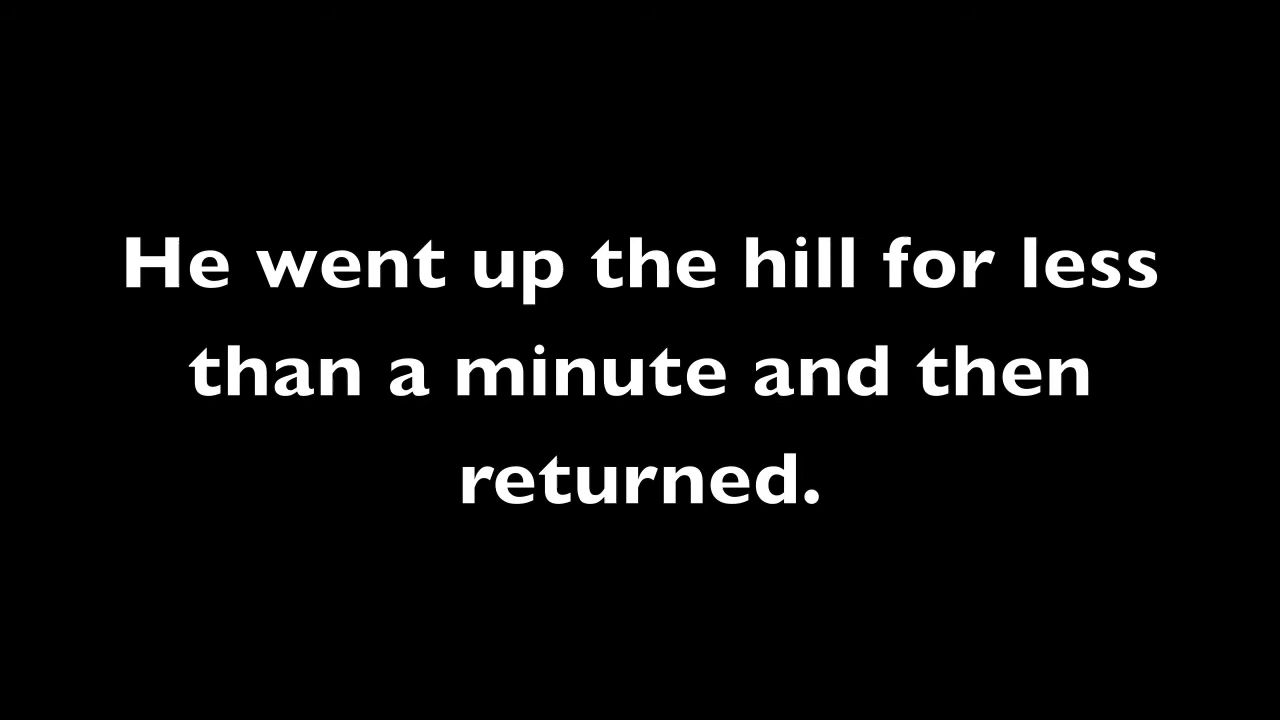 He went up the hill for less
than a minute and then
returned.